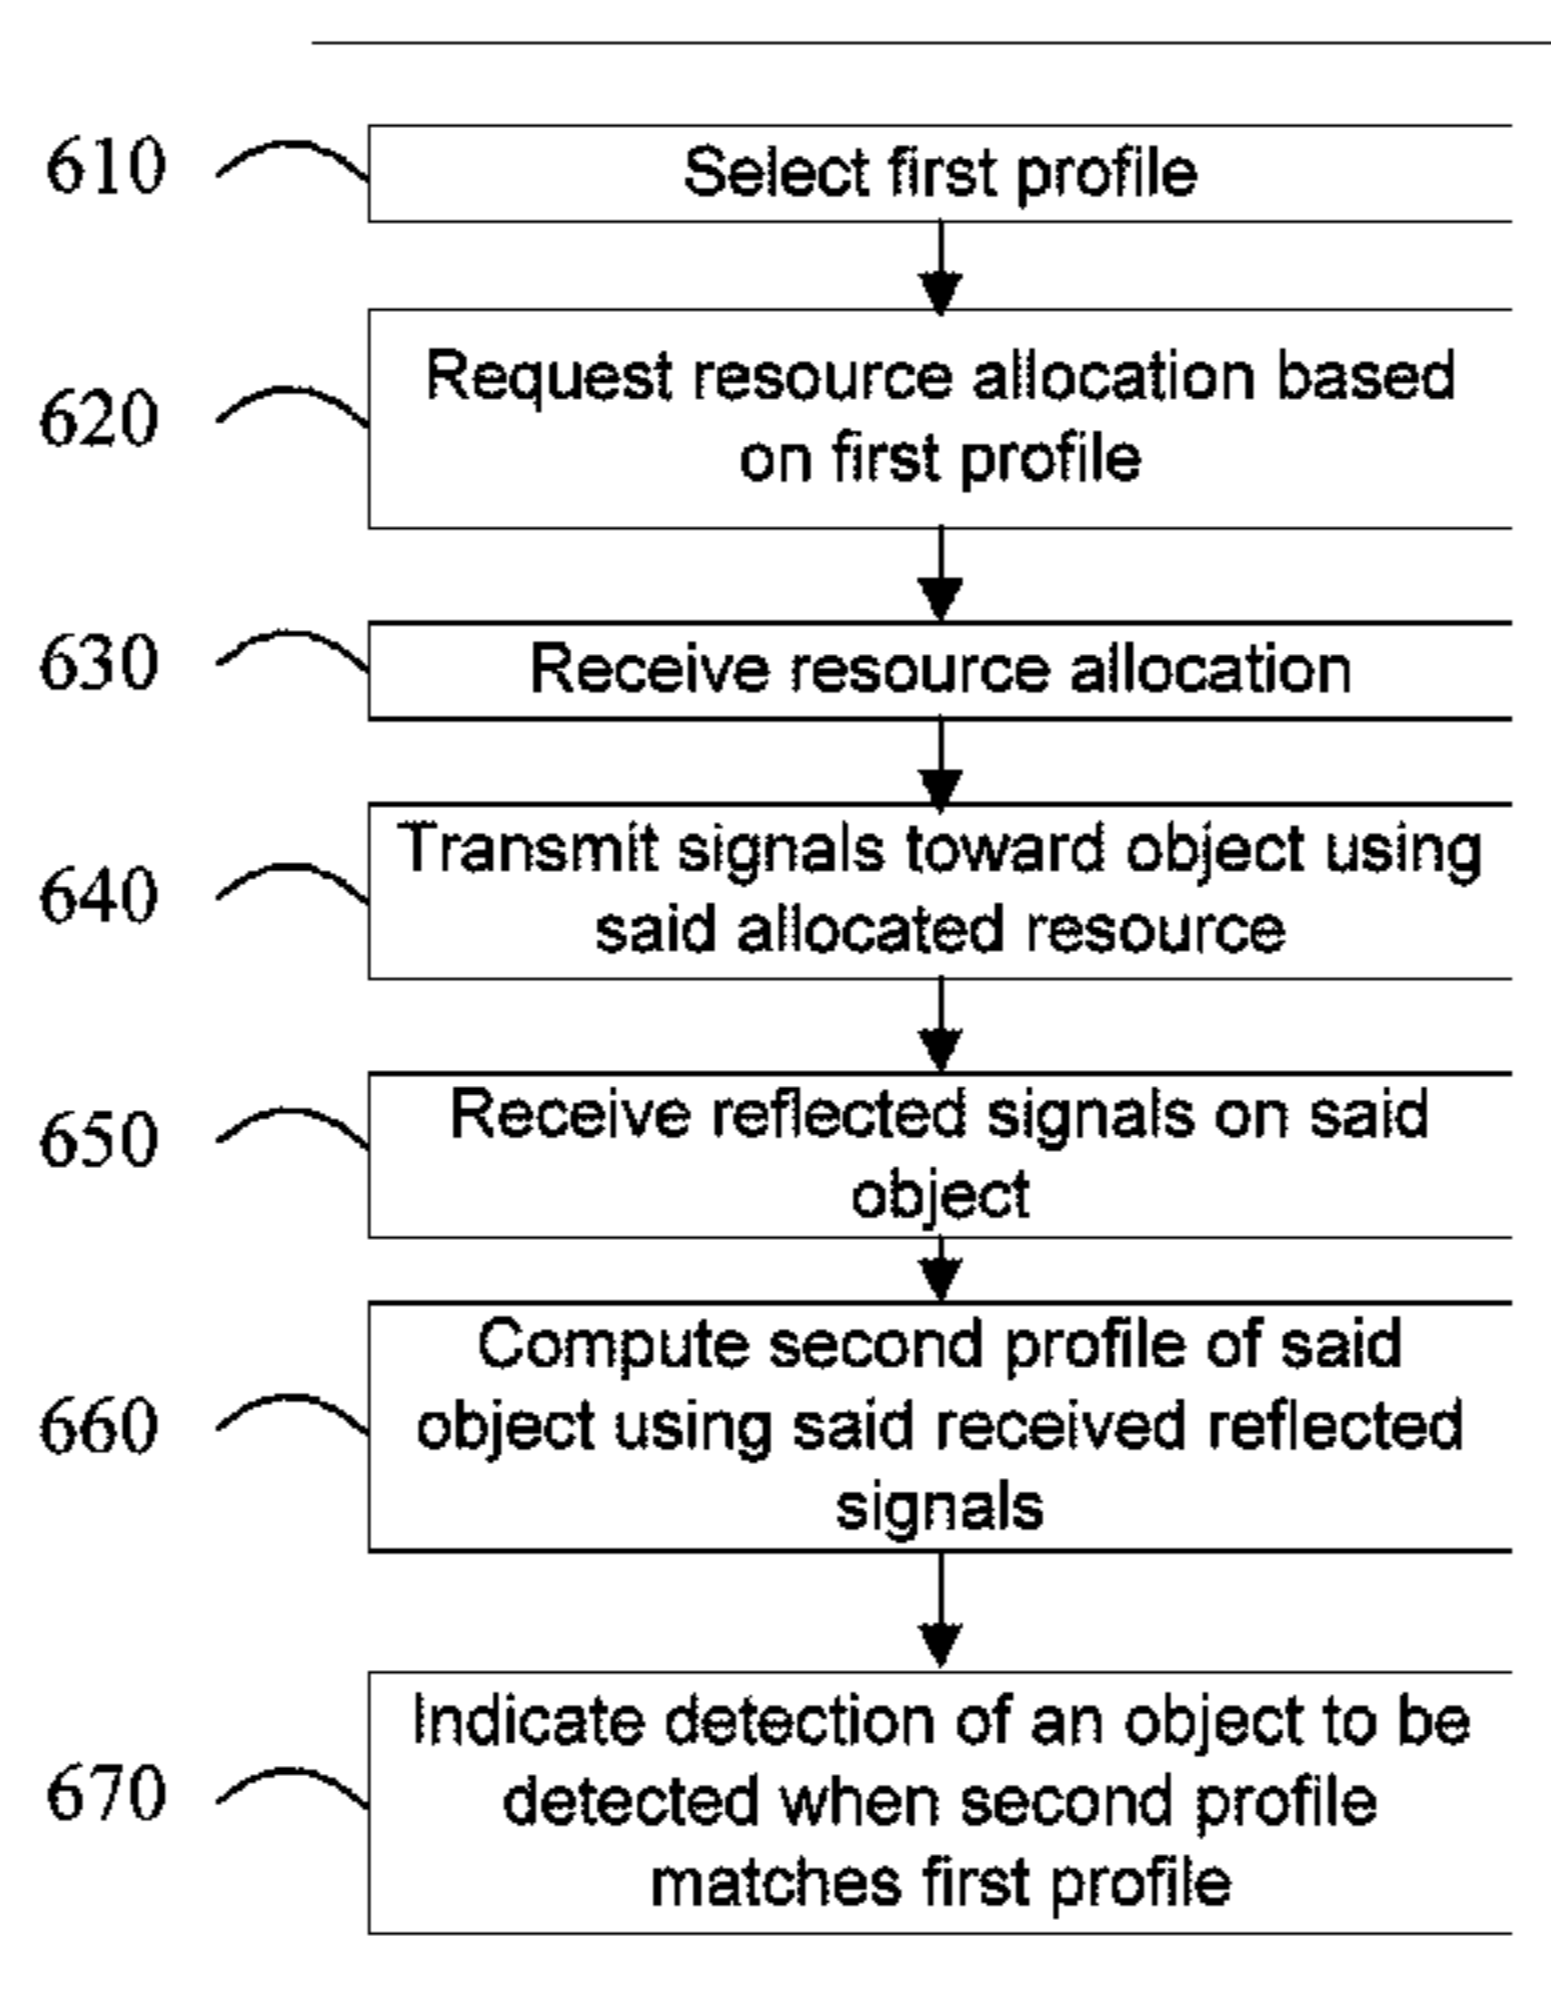 610
Select first profile
620
Request resource allocation based
on first profile
630
Receive resource allocation
640
Transmit signals toward object using
said allocated resource
650
Receive reflected signals on said
object
660
Compute second profile of said
object using said received reflected
signals
670
Indicate detection of an object to be
detected when second profile
matches first profile